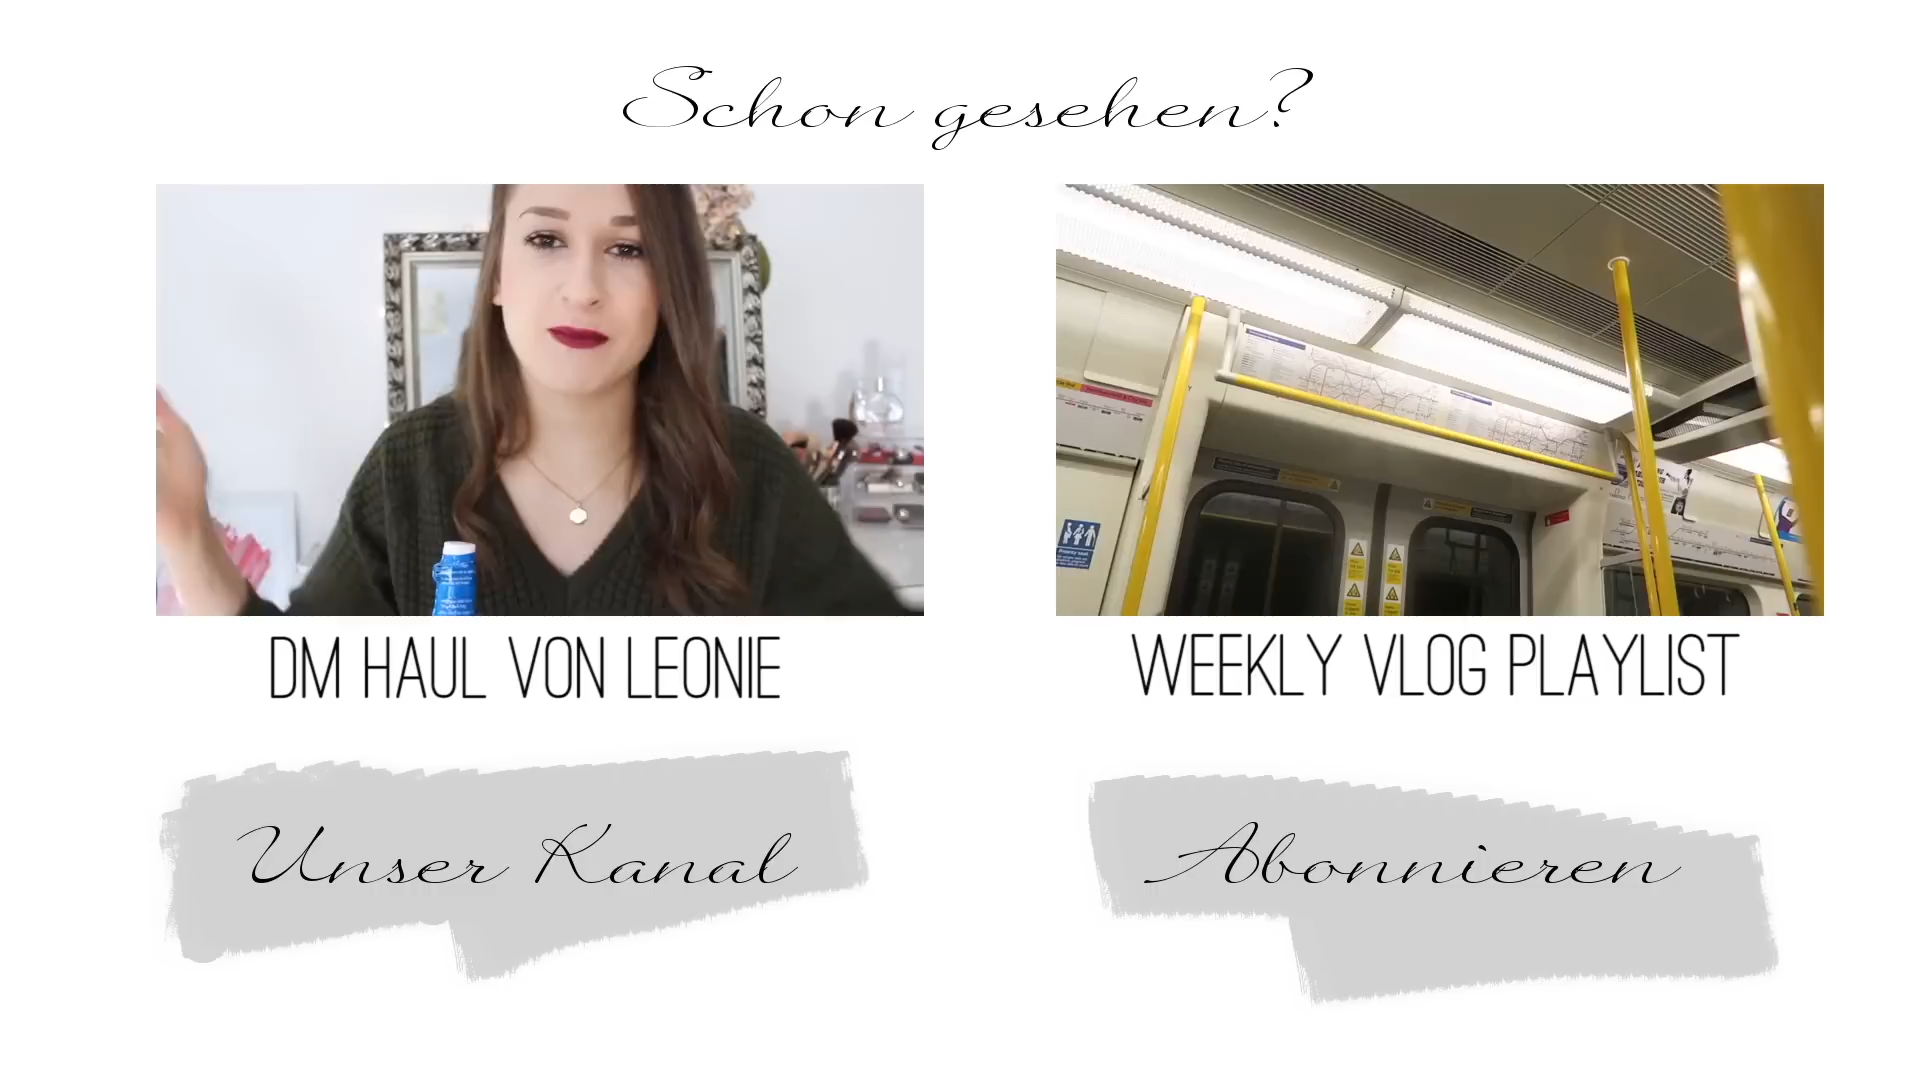 Schon gesehen?
DM HAUL VON LEONIE
WEEKLY VLOG PLAYLIST
Unser Kanal
Abonnieren